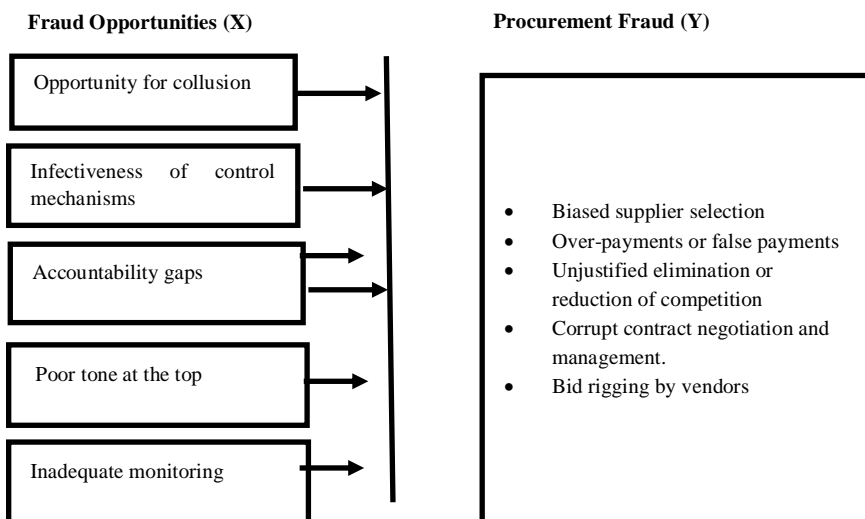 Fraud Opportunities (X)
Procurement Fraud (Y)
Opportunity for collusion
Infectiveness of control
mechanisms
Accountability gaps
Poor tone at the top
Inadequate monitoring
• Biased supplier selection
• Over-payments or false payments
• Unjustified elimination or
reduction of competition
• Corrupt contract negotiation and
management.
• Bid rigging by vendors